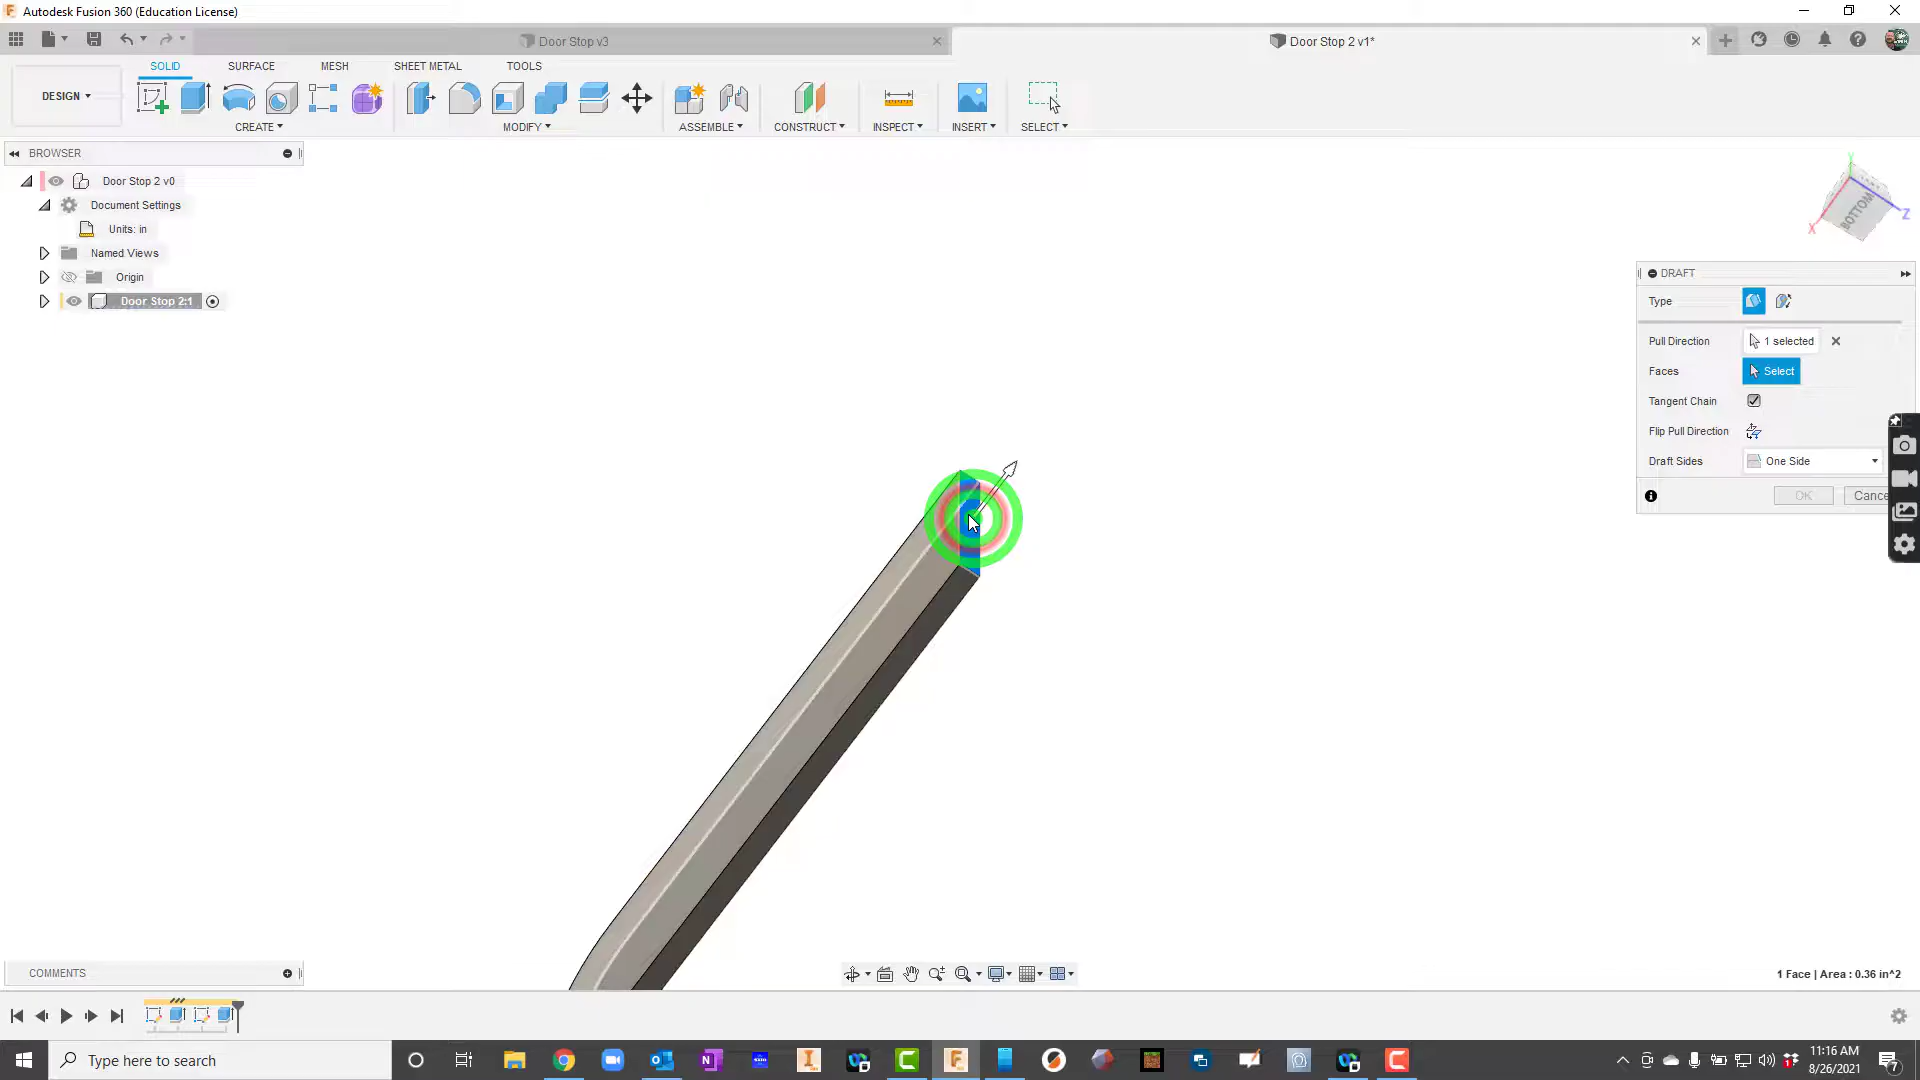 Autodesk Fusion 360 (Education License)
Door Stop v3
Door Stop 2 v1*
SOLID SURFACE MESH SHEET METAL TOOLS
DESIGN
CREATE MODIFY ASSEMBLE CONSTRUCT INSPECT INSERT SELECT
BROWSER
Door Stop 2 v0
Document Settings
Units: in
Named Views
Origin
Door Stop 2:1
Y
X
Z
BOTTOM
DRAFT
Type
Pull Direction 1 selected
Faces Select
Tangent Chain
Flip Pull Direction
Draft Sides One Side
OK Cance
COMMENTS
1 Face | Area : 0.36 in^2
Type here to search
11:16 AM
8/26/2021
7